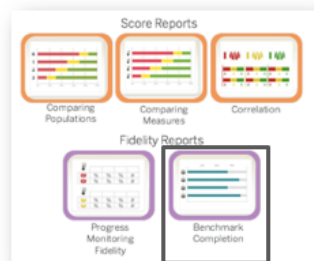 Score Reports
Comparing Populations
Comparing Measures
Correlation
Fidelity Reports
Progress Monitoring Fidelity
Benchmark Completion